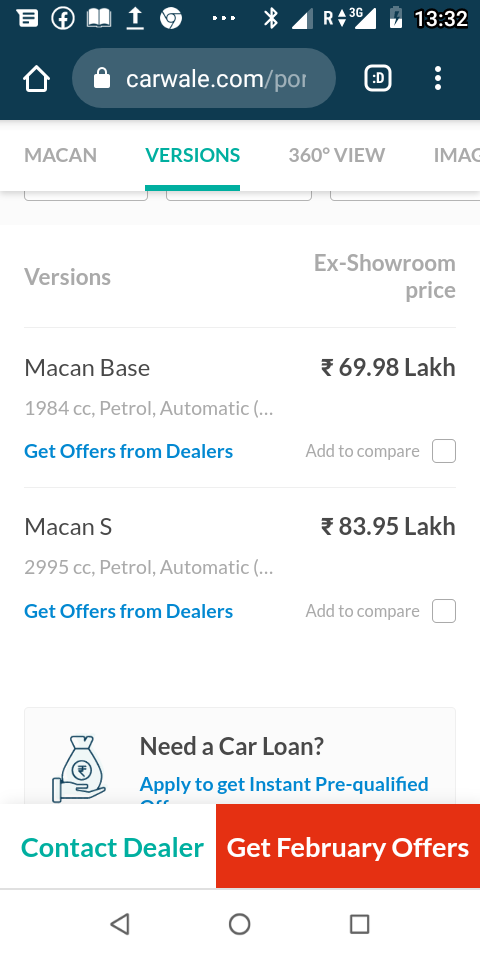 R 3G 13:32
carwale.com/por
:D
MACAN VERSIONS 360° VIEW IMAG
Versions
Ex-Showroom
price
Macan Base ₹ 69.98 Lakh
1984 cc, Petrol, Automatic (...
Get Offers from Dealers Add to compare
Macan S ₹ 83.95 Lakh
2995 cc, Petrol, Automatic (...
Get Offers from Dealers Add to compare
Need a Car Loan?
₹
Apply to get Instant Pre-qualified
Contact Dealer Get February Offers